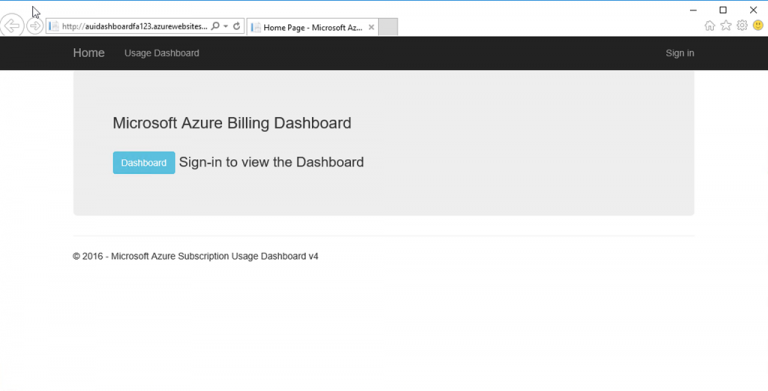 http://auidashboardfa123.azurewebsites...
Home Page - Microsoft Az...
Home Usage Dashboard Sign in
Microsoft Azure Billing Dashboard
Dashboard Sign-in to view the Dashboard
© 2016 - Microsoft Azure Subscription Usage Dashboard v4